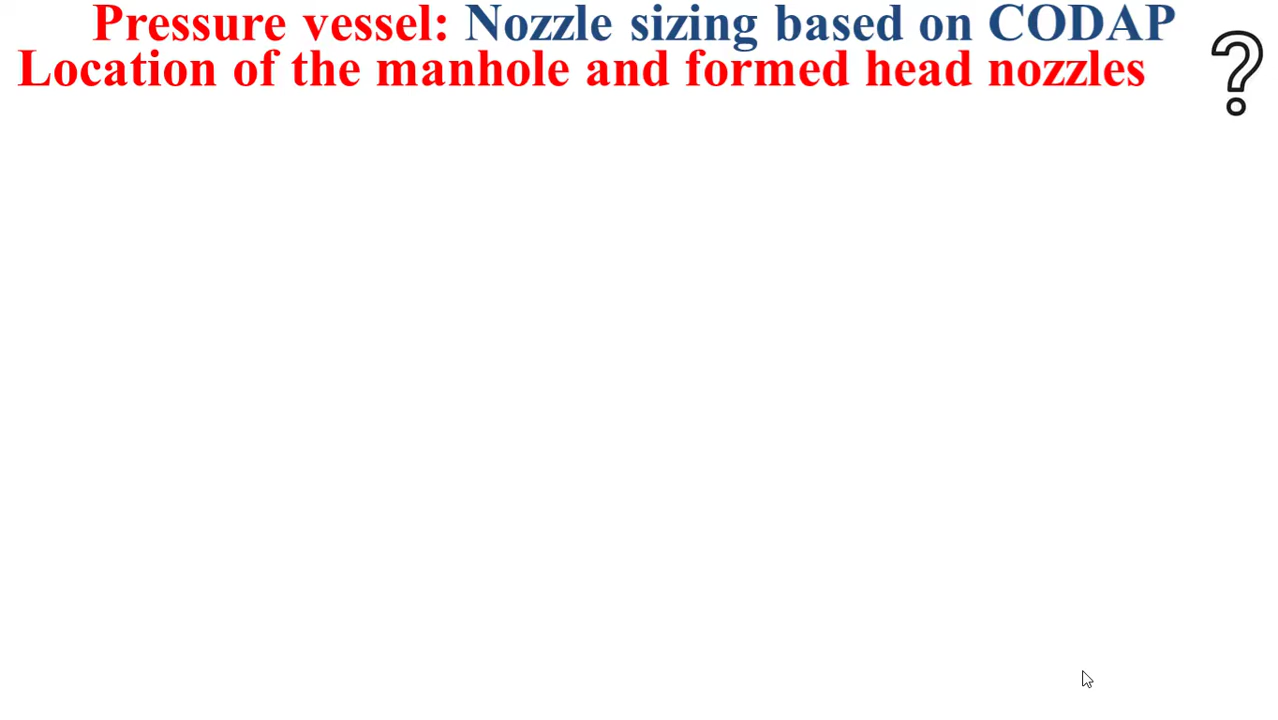 Pressure vessel: Nozzle sizing based on CODAP
Location of the manhole and formed head nozzles
?